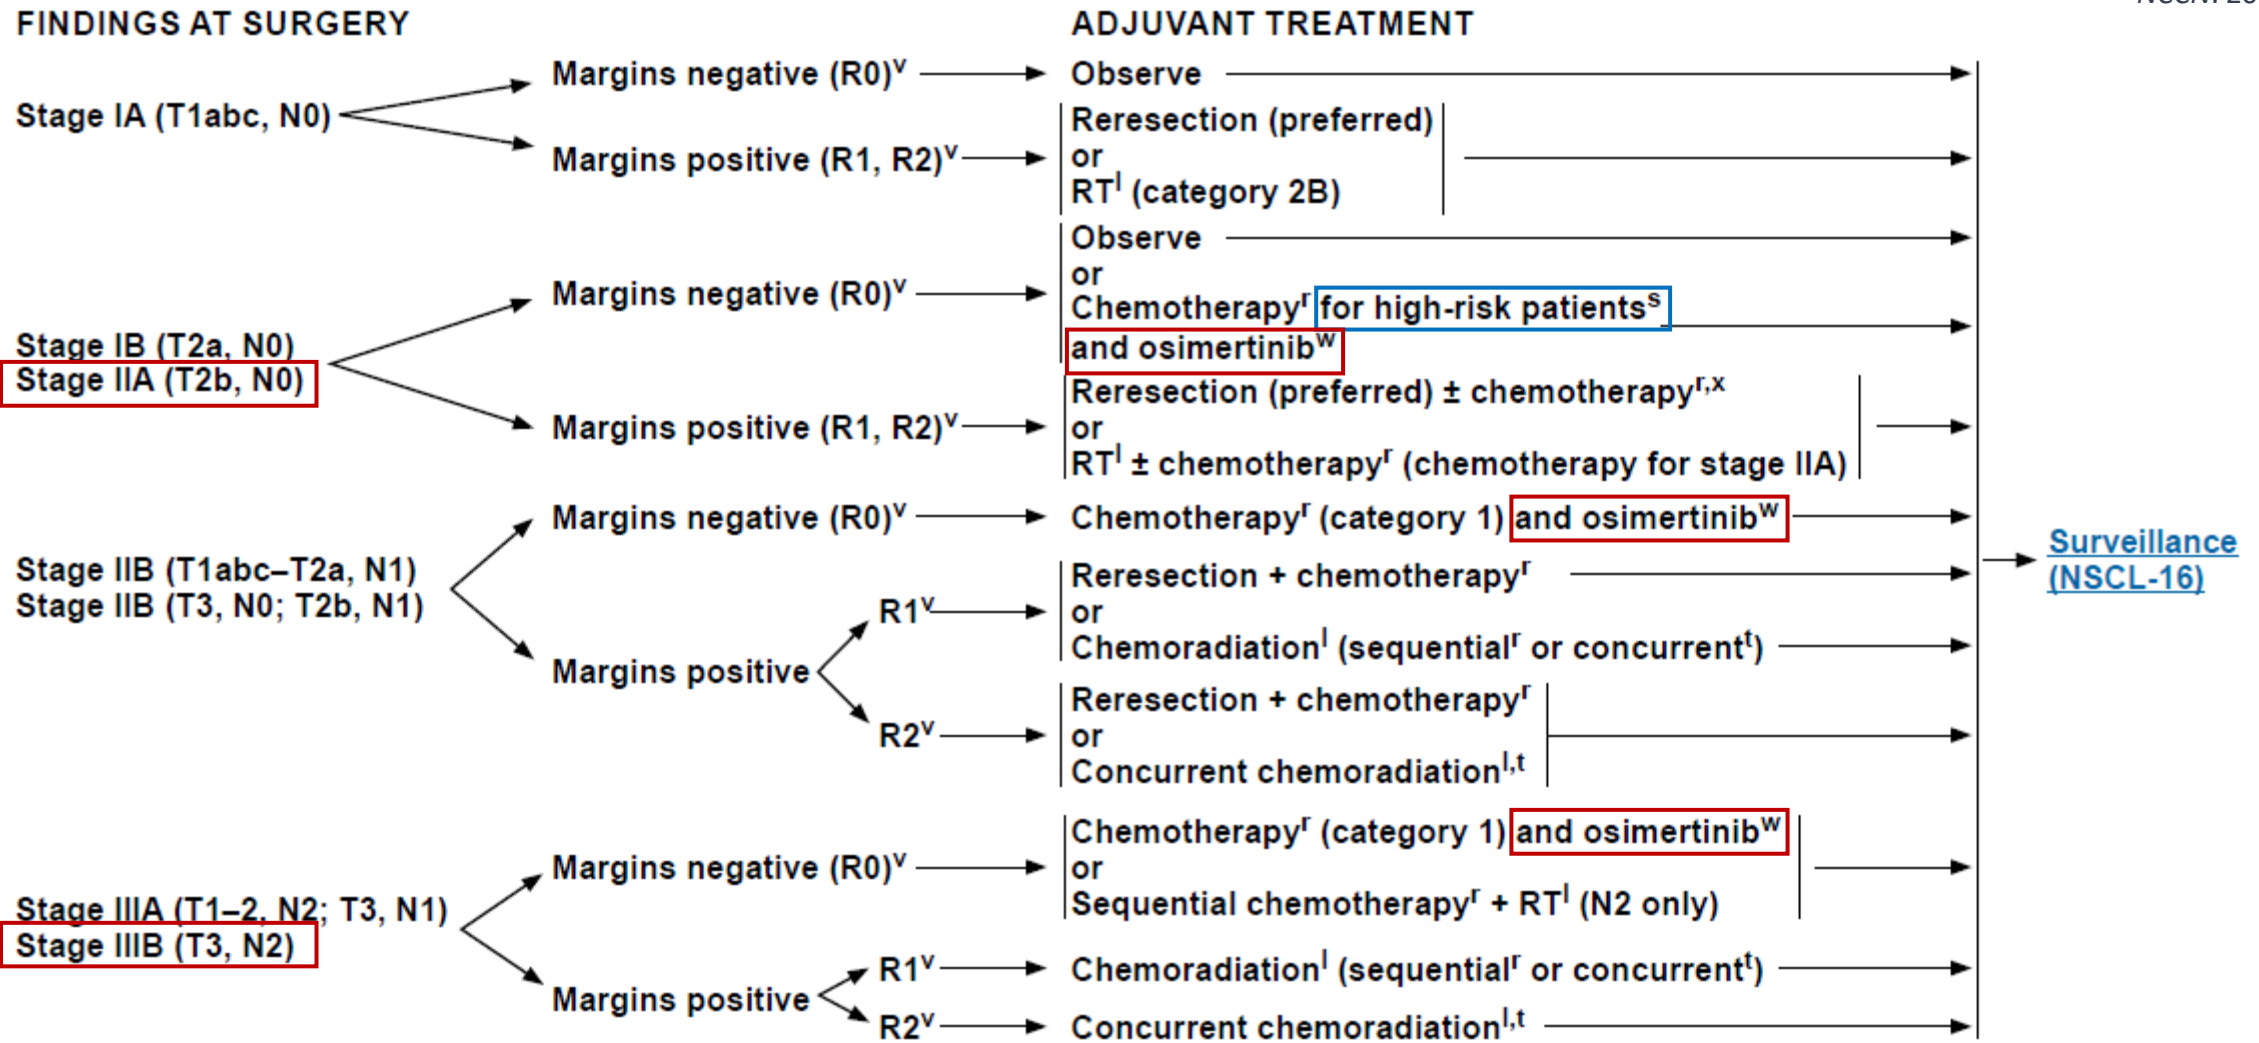 NCCN. 20
FINDINGS AT SURGERY
ADJUVANT TREATMENT
Stage IA (T1abc, N0)
Margins negative (R0)ᵛ
Observe
Margins positive (R1, R2)ᵛ
Reresection (preferred)
or
RTˡ (category 2B)
Stage IB (T2a, N0)
Stage IIA (T2b, N0)
Margins negative (R0)ᵛ
Observe
or
Chemotherapyʳ for high-risk patientsˢ
and osimertinibʷ
Margins positive (R1, R2)ᵛ
Reresection (preferred) ± chemotherapyʳ,ˣ
or
RTˡ ± chemotherapyʳ (chemotherapy for stage IIA)
Stage IIB (T1abc–T2a, N1)
Stage IIB (T3, N0; T2b, N1)
Margins negative (R0)ᵛ
Chemotherapyʳ (category 1) and osimertinibʷ
Margins positive
R1ᵛ
Reresection + chemotherapyʳ
or
Chemoradiationˡ (sequentialʳ or concurrentᵗ)
R2ᵛ
Reresection + chemotherapyʳ
or
Concurrent chemoradiationˡ,ᵗ
Stage IIIA (T1–2, N2; T3, N1)
Stage IIIB (T3, N2)
Margins negative (R0)ᵛ
Chemotherapyʳ (category 1) and osimertinibʷ
or
Sequential chemotherapyʳ + RTˡ (N2 only)
Margins positive
R1ᵛ
Chemoradiationˡ (sequentialʳ or concurrentᵗ)
R2ᵛ
Concurrent chemoradiationˡ,ᵗ
Surveillance
(NSCL-16)